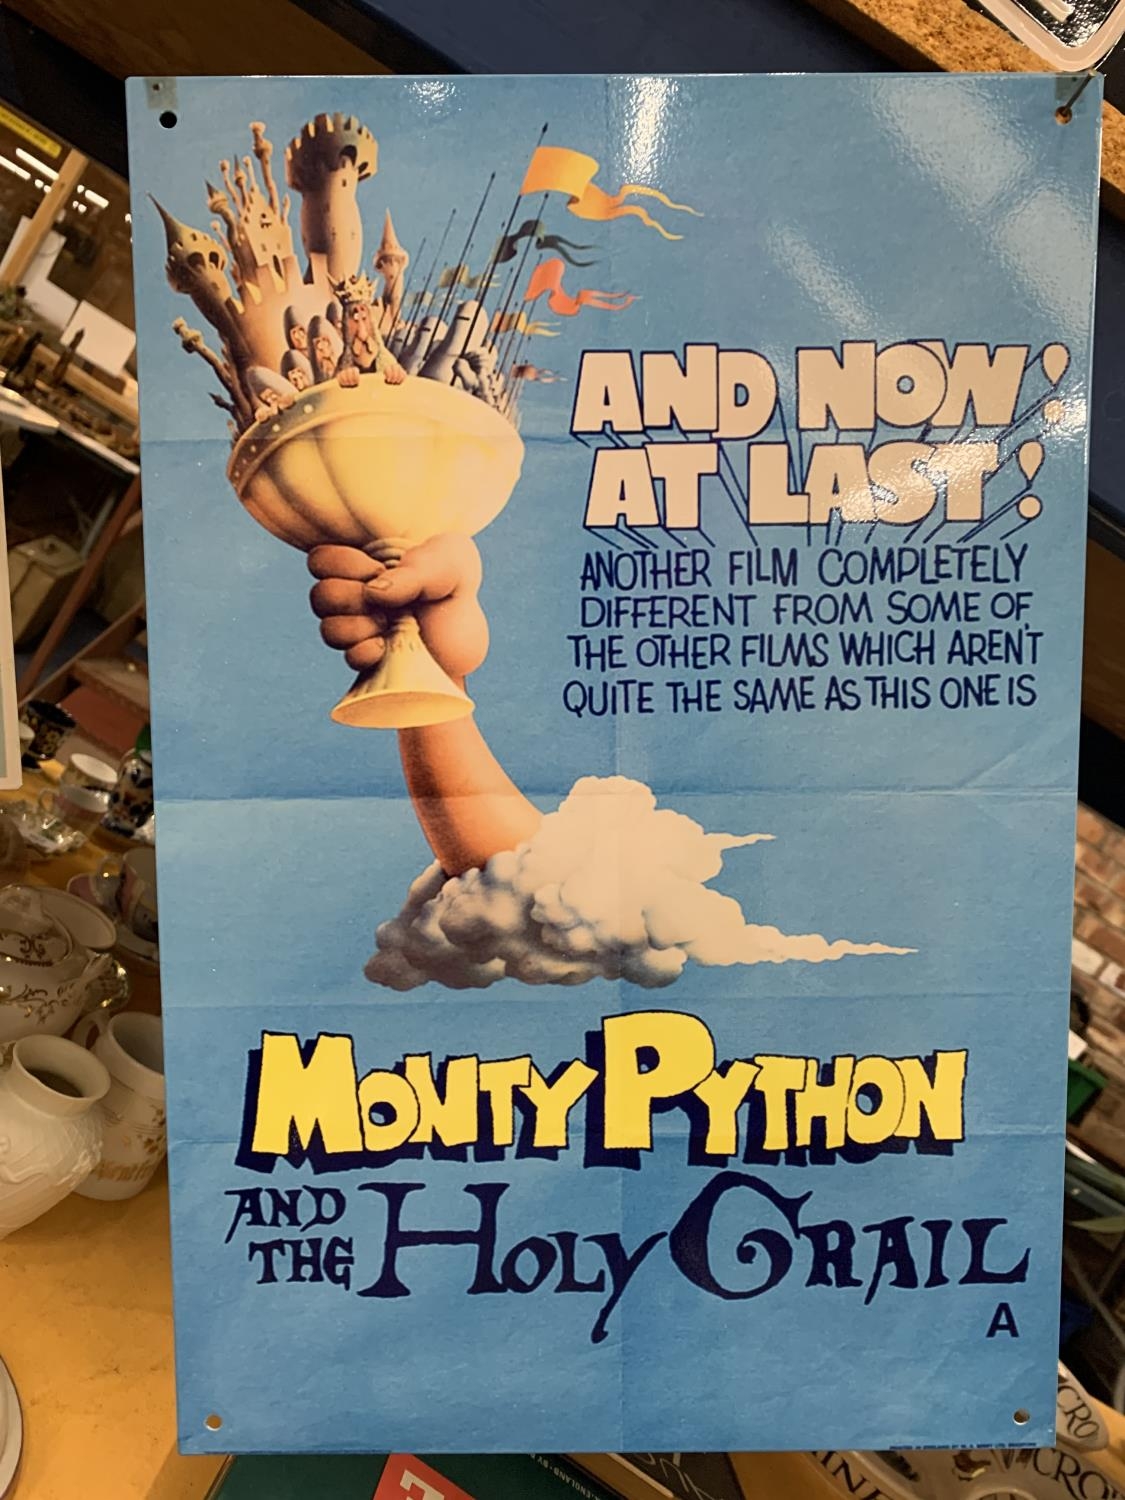 AND NOW!
AT LAST!
ANOTHER FILM COMPLETELY
DIFFERENT FROM SOME OF
THE OTHER FILMS WHICH AREN'T
QUITE THE SAME AS THIS ONE IS
MONTY PYTHON
AND
THE HOLY GRAIL
A